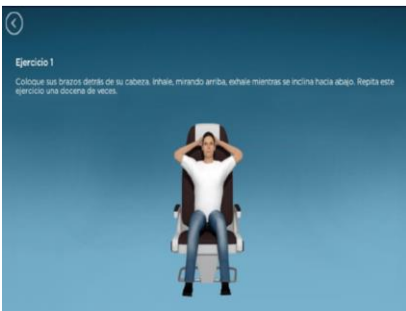 Ejercicio 1
Coloque sus brazos detrás de su cabeza. Inhale, mirando arriba, exhale mientras se inclina hacia abajo. Repita este
ejercicio una docena de veces.